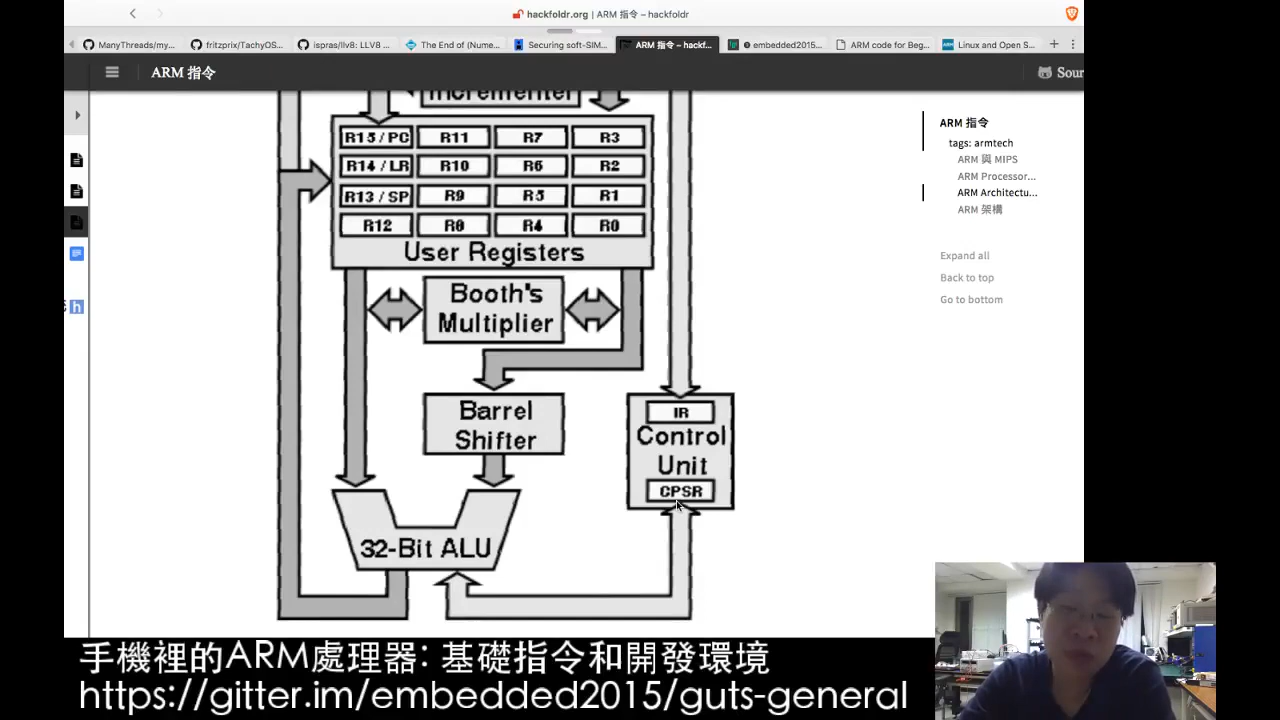 hackfoldr.org | ARM 指令 – hackfoldr
ManyThreads/my...
fritzprix/TachyOS...
ispras/llv8: LLV8 ...
The End of (Nume...
Securing soft-SIM...
ARM 指令 – hackf...
embedded2015...
ARM code for Beg...
Linux and Open S...
ARM 指令
Sour
Incrementer
R15 / PC R11 R7 R3
R14 / LR R10 R6 R2
R13 / SP R9 R5 R1
R12 R8 R4 R0
User Registers
Booth's
Multiplier
Barrel
Shifter
32-Bit ALU
IR
Control
Unit
CPSR
ARM 指令
tags: armtech
ARM 與 MIPS
ARM Processor...
ARM Architectu...
ARM 架構
Expand all
Back to top
Go to bottom
手機裡的ARM處理器: 基礎指令和開發環境
https://gitter.im/embedded2015/guts-general